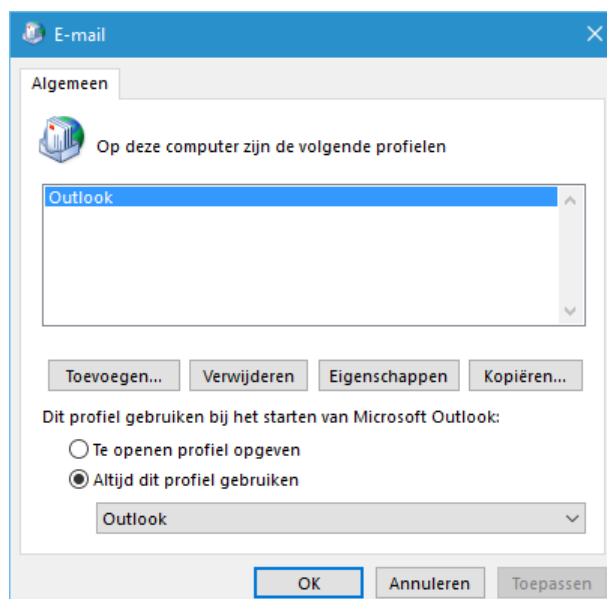 E-mail
Algemeen
Op deze computer zijn de volgende profielen
Outlook
Toevoegen... Verwijderen Eigenschappen Kopiëren...
Dit profiel gebruiken bij het starten van Microsoft Outlook:
Te openen profiel opgeven
Altijd dit profiel gebruiken
Outlook
OK Annuleren Toepassen